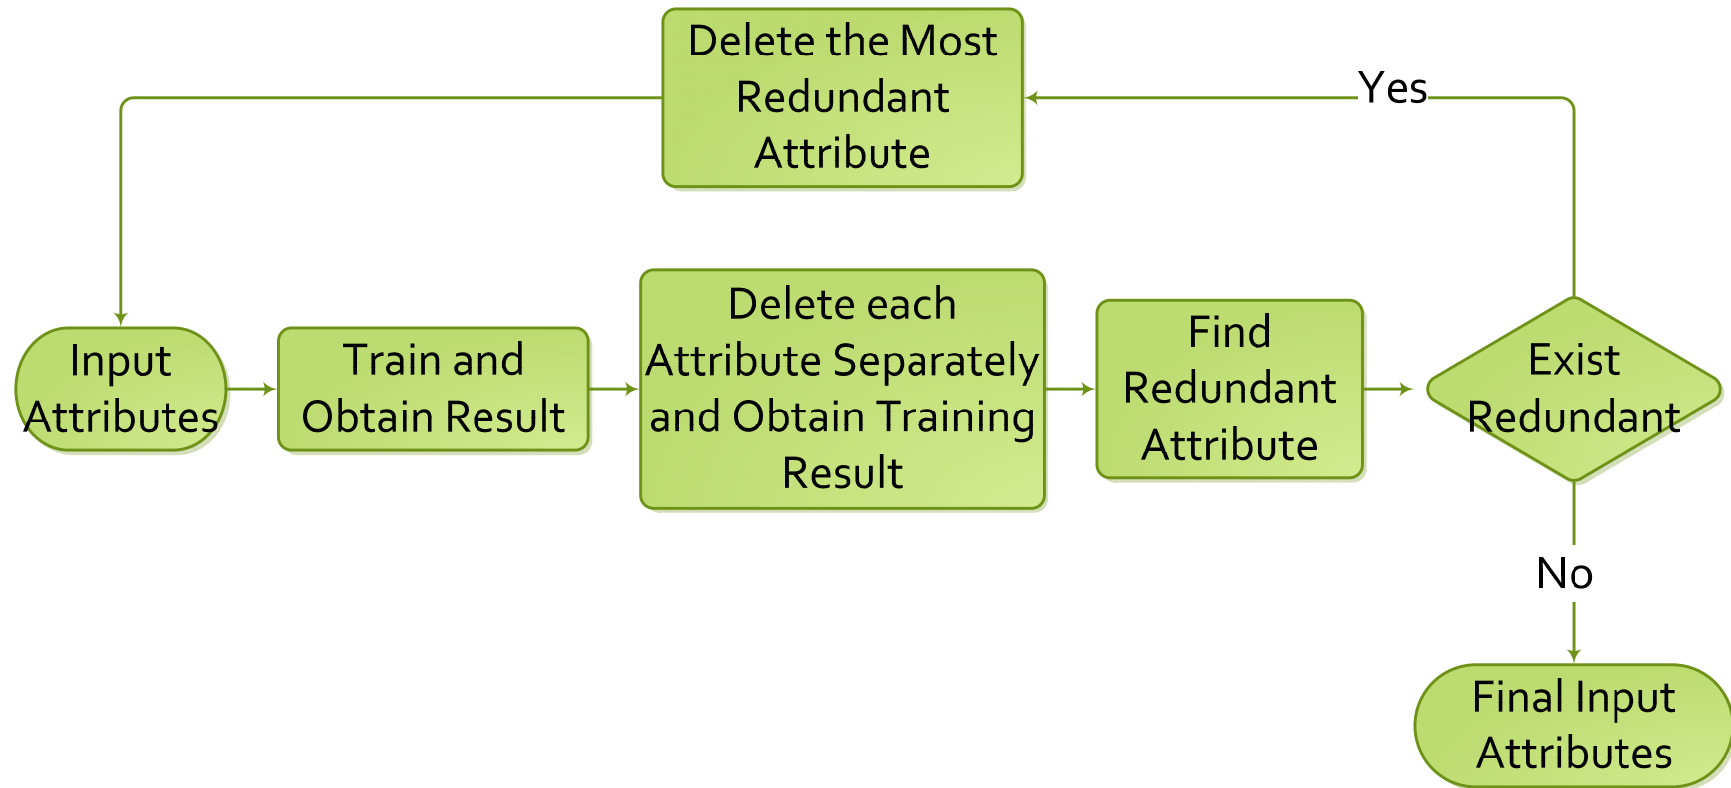 Delete the Most
Redundant
Attribute
Yes
Input
Attributes
Train and
Obtain Result
Delete each
Attribute Separately
and Obtain Training
Result
Find
Redundant
Attribute
Exist
Redundant
No
Final Input
Attributes